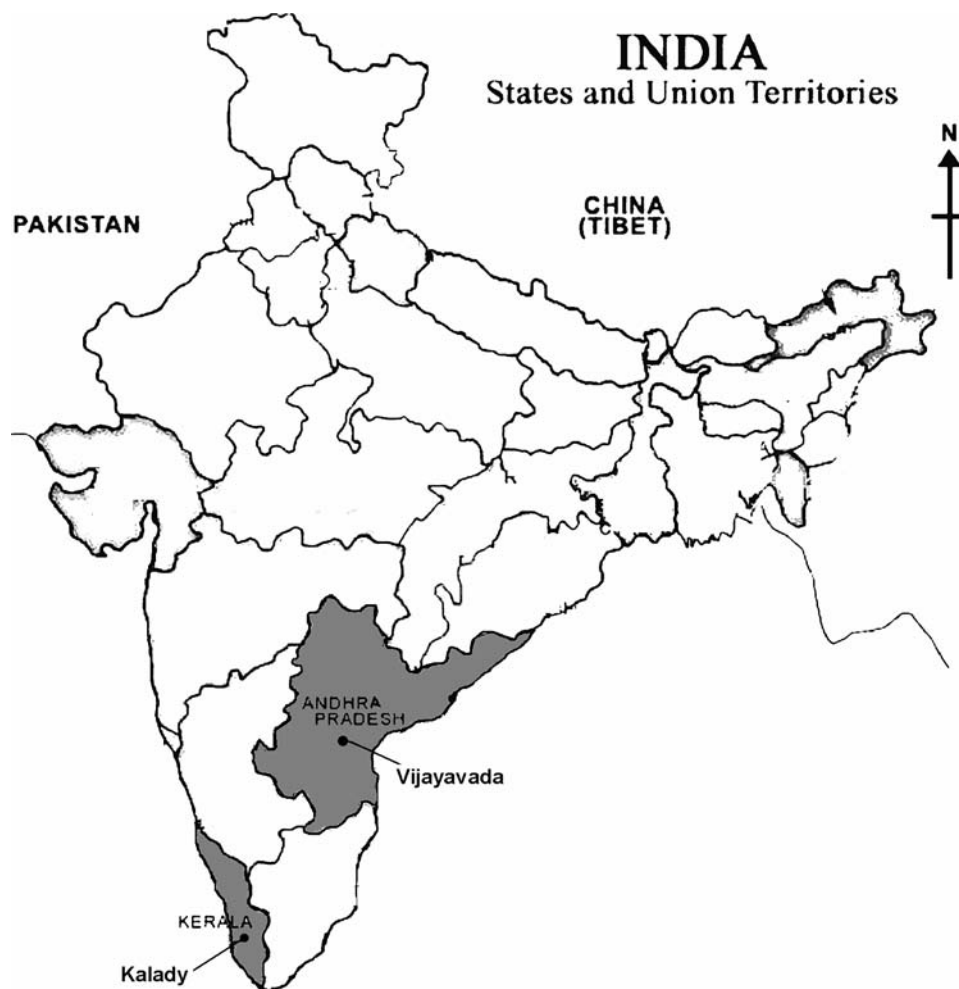 INDIA
States and Union Territories
N
PAKISTAN
CHINA
(TIBET)
ANDHRA
PRADESH
Vijayavada
KERALA
Kalady